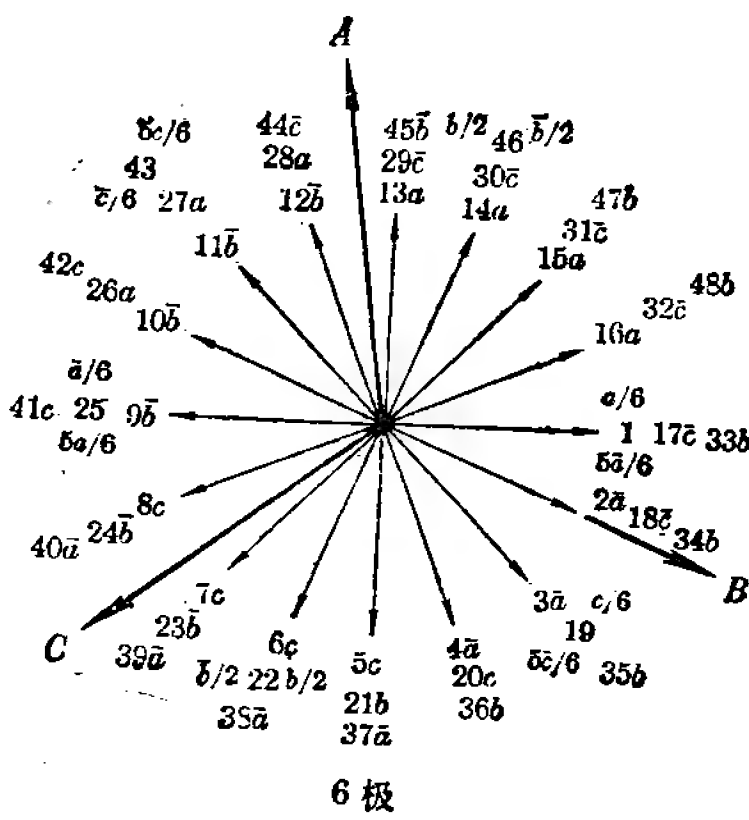 A
5c/6
43
c̄/6 27a
11b̄
44c̄
28a
12b̄
45b̄ b/2
29c̄
13a
46 b̄/2
30c̄
14a
47b
31c̄
15a
48b
32c̄
16a
42c
26a
10b̄
ā/6
41c 25 9b̄
5a/6
a/6
1 17c̄ 33b
5ā/6
2ā
18c̄
34b
B
8c
24b̄
40ā
7c
23b̄
39ā
C
6c
b̄/2 22 b/2
38ā
5c
21b
37ā
4ā
20c
36b
3ā c/6
19
5c̄/6 35b
6 极